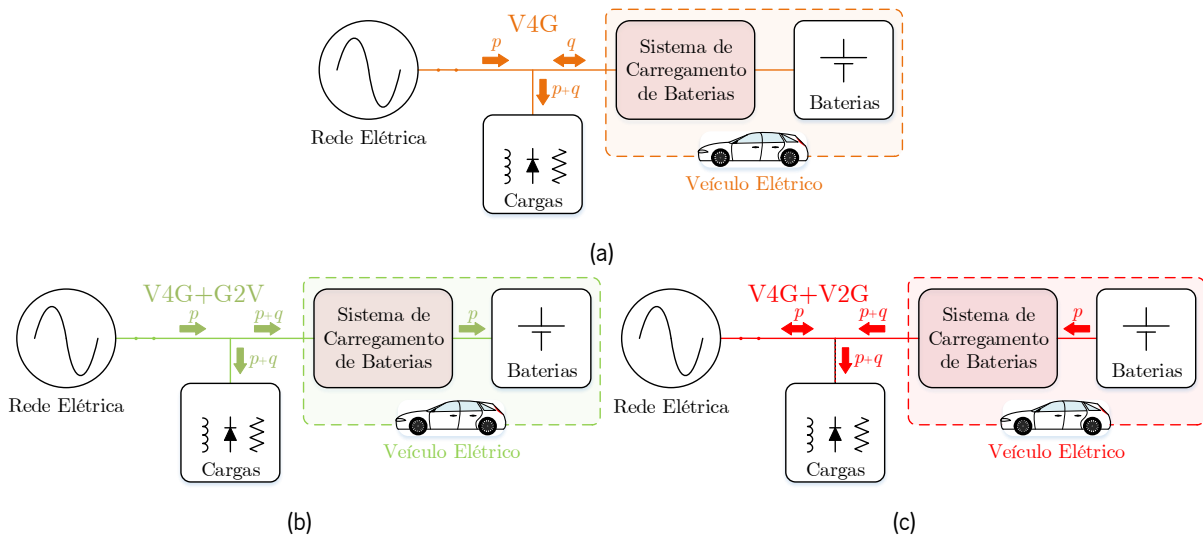 V4G
p
q
p+q
Rede Elétrica
Sistema de
Carregamento
de Baterias
Baterias
Cargas
Veículo Elétrico
(a)
V4G+G2V
p
p+q
p+q
p
Rede Elétrica
Sistema de
Carregamento
de Baterias
Baterias
Cargas
Veículo Elétrico
(b)
V4G+V2G
p
p+q
p+q
p
Rede Elétrica
Sistema de
Carregamento
de Baterias
Baterias
Cargas
Veículo Elétrico
(c)